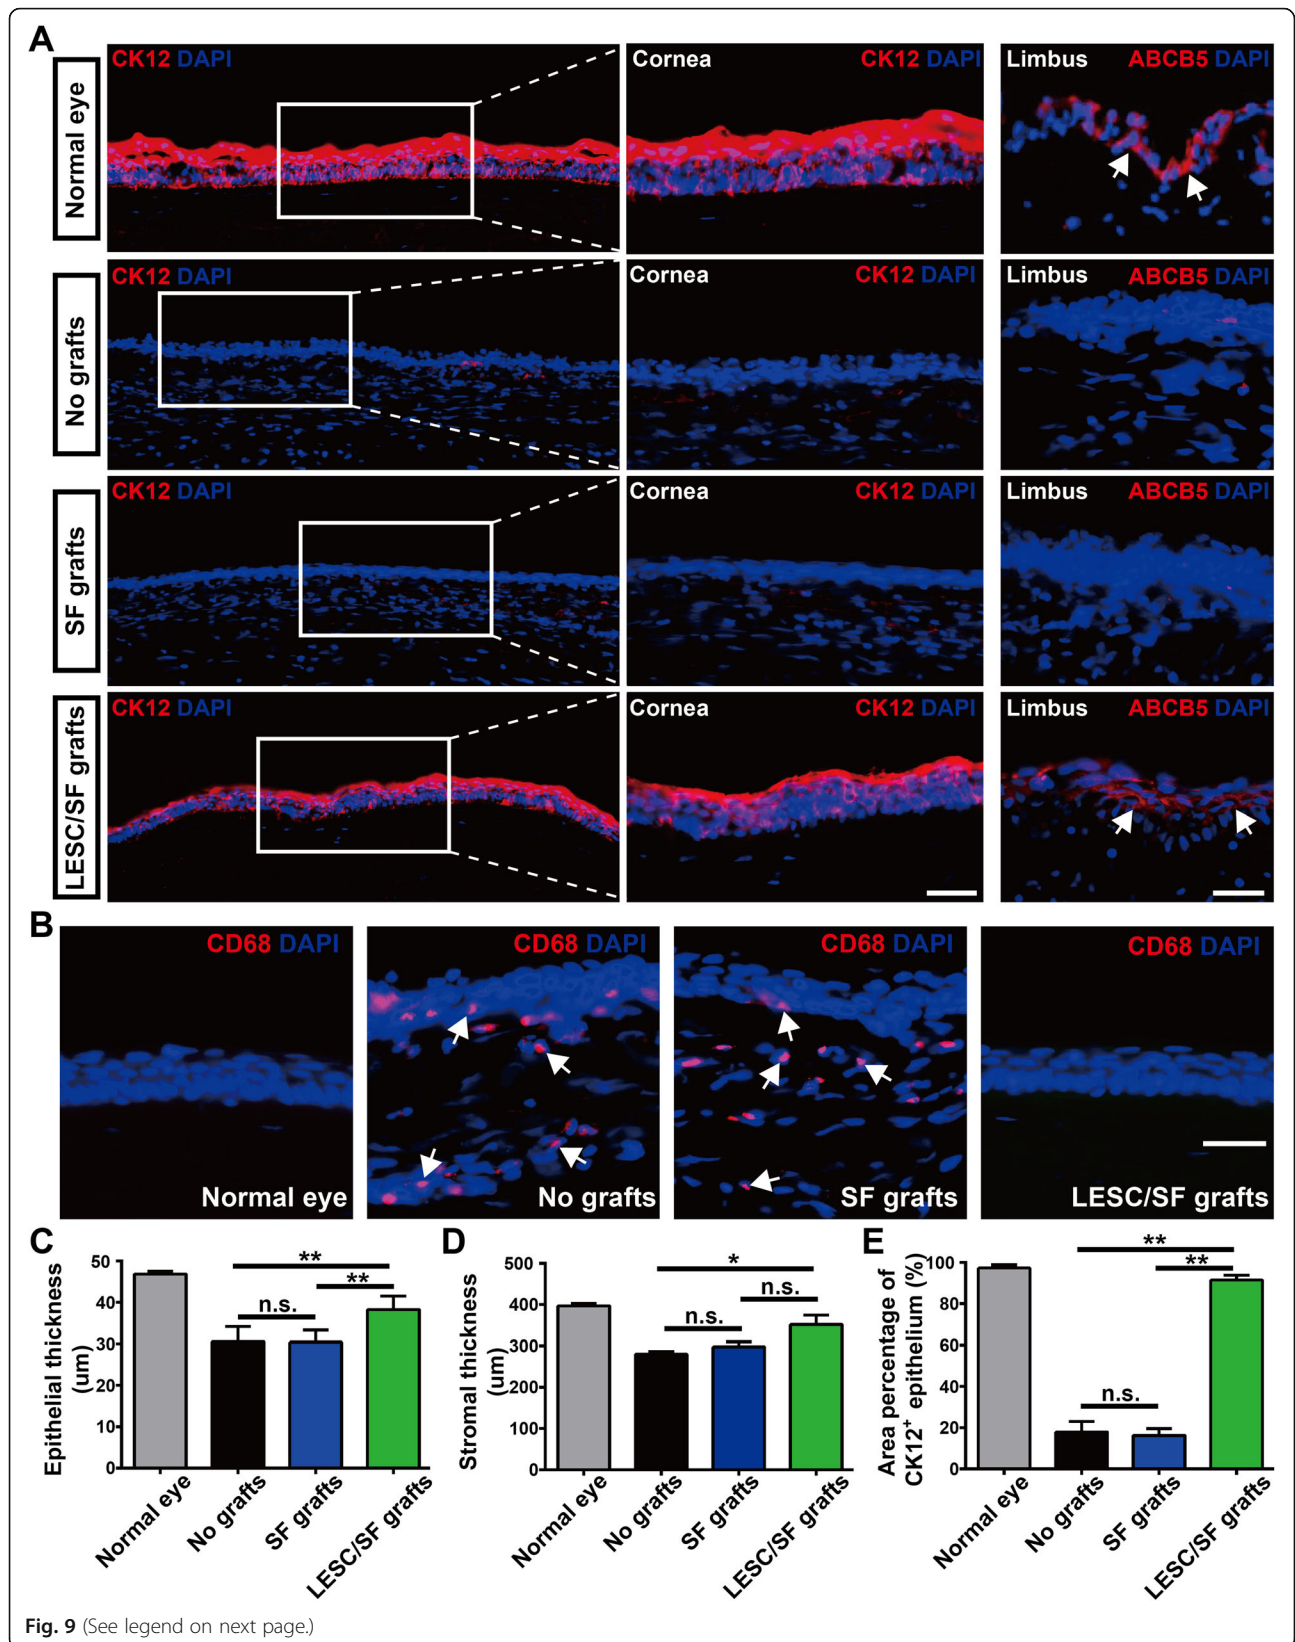 A
Normal eye
CK12 DAPI
Cornea CK12 DAPI
Limbus ABCB5 DAPI
No grafts
CK12 DAPI
Cornea CK12 DAPI
Limbus ABCB5 DAPI
SF grafts
CK12 DAPI
Cornea CK12 DAPI
Limbus ABCB5 DAPI
LESC/SF grafts
CK12 DAPI
Cornea CK12 DAPI
Limbus ABCB5 DAPI
B
CD68 DAPI
Normal eye
CD68 DAPI
No grafts
CD68 DAPI
SF grafts
CD68 DAPI
LESC/SF grafts
C
Epithelial thickness
(um)
50
40
30
20
10
0
n.s.
**
**
Normal eye
No grafts
SF grafts
LESC/SF grafts
D
Stromal thickness
(um)
500
400
300
200
100
0
n.s.
*
n.s.
Normal eye
No grafts
SF grafts
LESC/SF grafts
E
Area percentage of
CK12+ epithelium (%)
100
80
60
40
20
0
n.s.
**
**
Normal eye
No grafts
SF grafts
LESC/SF grafts
Fig. 9 (See legend on next page.)